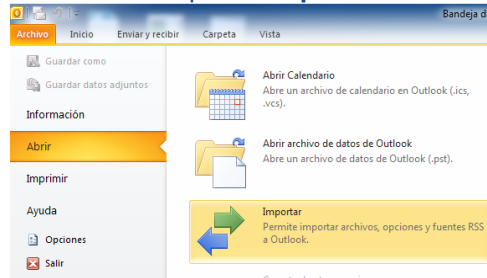 Bandeja d
Archivo Inicio Enviar y recibir Carpeta Vista
Guardar como
Guardar datos adjuntos
Información
Abrir
Imprimir
Ayuda
Opciones
Salir
Abrir Calendario
Abre un archivo de calendario en Outlook (.ics,
.vcs).
Abrir archivo de datos de Outlook
Abre un archivo de datos de Outlook (.pst).
Importar
Permite importar archivos, opciones y fuentes RSS
a Outlook.